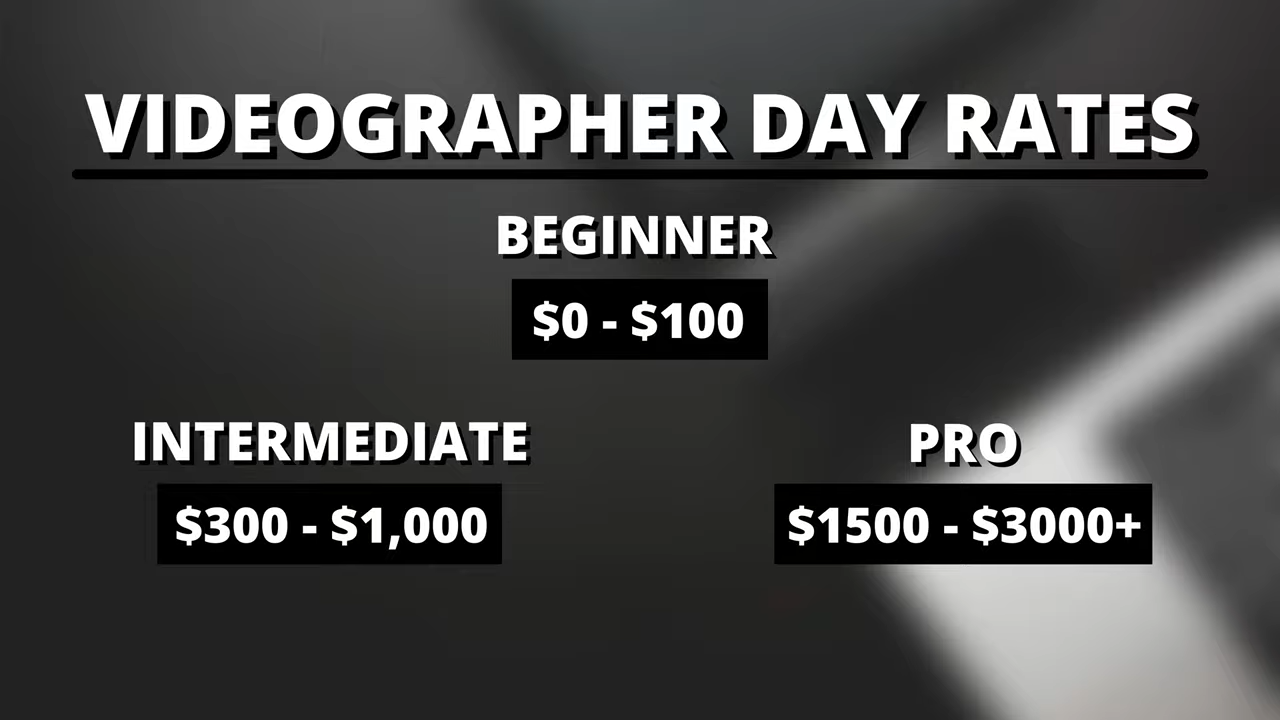 VIDEOGRAPHER DAY RATES
BEGINNER
$0 - $100
INTERMEDIATE
$300 - $1,000
PRO
$1500 - $3000+